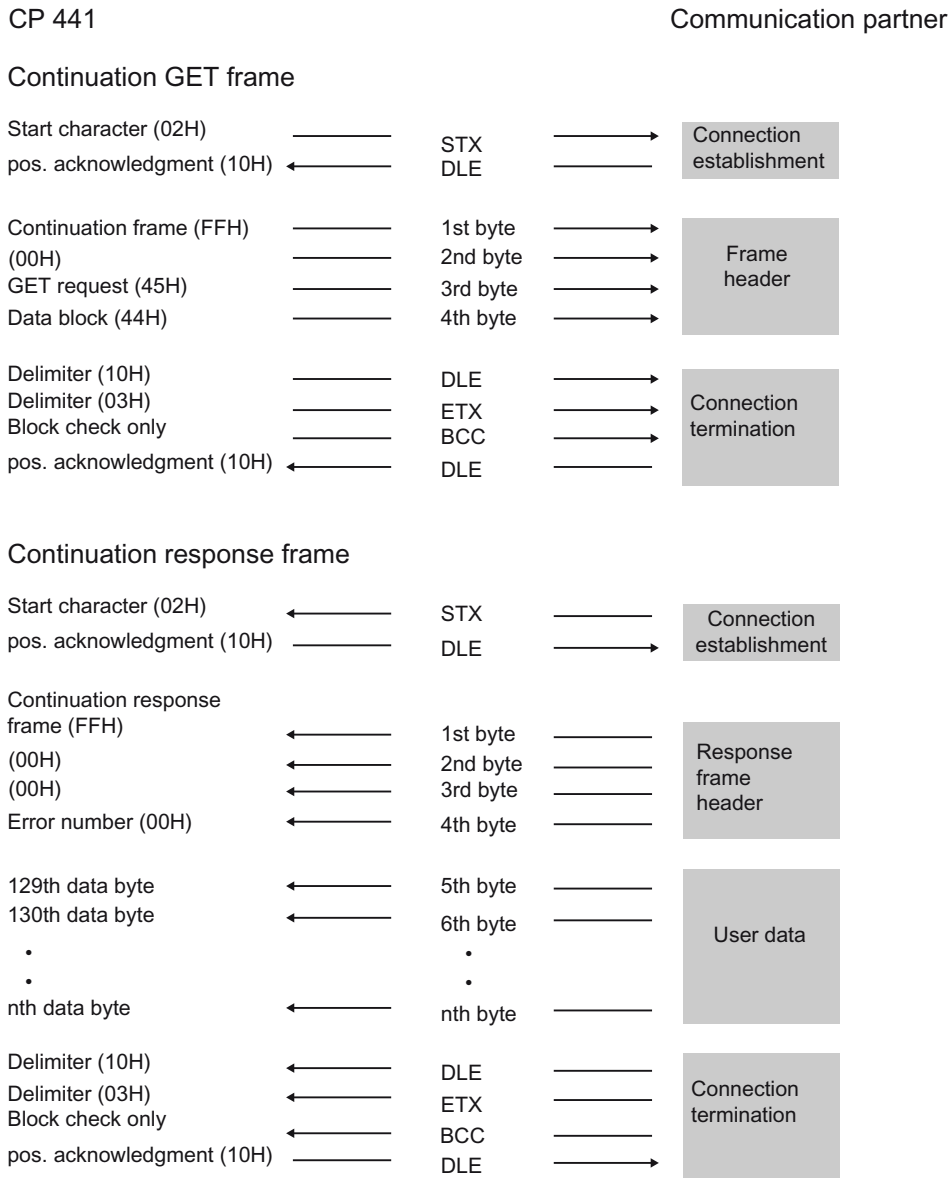 CP 441 Communication partner
Continuation GET frame
Start character (02H) STX Connection
pos. acknowledgment (10H) DLE establishment
Continuation frame (FFH) 1st byte
(00H) 2nd byte Frame
GET request (45H) 3rd byte header
Data block (44H) 4th byte
Delimiter (10H) DLE
Delimiter (03H) ETX Connection
Block check only BCC termination
pos. acknowledgment (10H) DLE
Continuation response frame
Start character (02H) STX Connection
pos. acknowledgment (10H) DLE establishment
Continuation response
frame (FFH) 1st byte
(00H) 2nd byte Response
(00H) 3rd byte frame
Error number (00H) 4th byte header
129th data byte 5th byte
130th data byte 6th byte User data
• •
• •
nth data byte nth byte
Delimiter (10H) DLE
Delimiter (03H) ETX Connection
Block check only BCC termination
pos. acknowledgment (10H) DLE